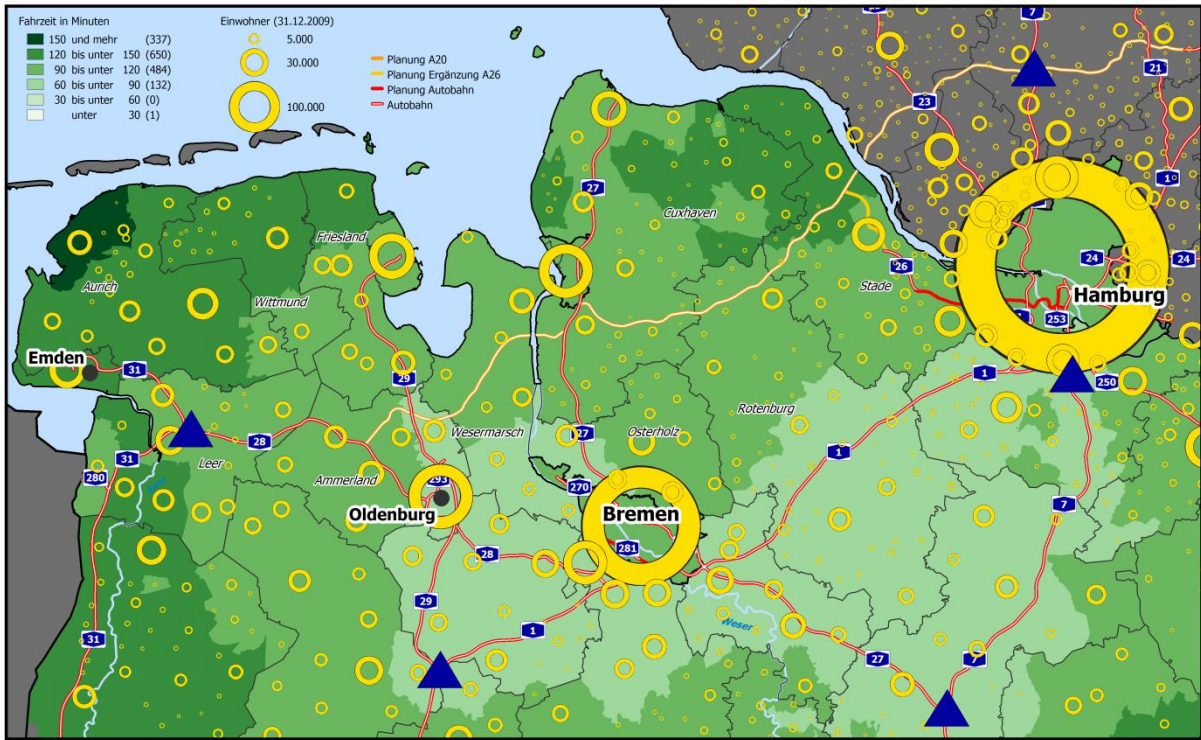 Fahrzeit in Minuten
150 und mehr (337)
120 bis unter 150 (650)
90 bis unter 120 (484)
60 bis unter 90 (132)
30 bis unter 60 (0)
unter 30 (1)
Einwohner (31.12.2009)
5.000
30.000
100.000
Planung A20
Planung Ergänzung A26
Planung Autobahn
Autobahn
7
21
23
1
27
Cuxhaven
Friesland
Aurich
Wittmund
24
24
26
Stade
Hamburg
253
Emden
31
29
1
250
28
Wesermarsch
27
Osterholz
Rotenburg
1
31
280
Leer
Ammerland
293
270
Oldenburg
Bremen
7
281
28
29
Weser
31
1
27
7